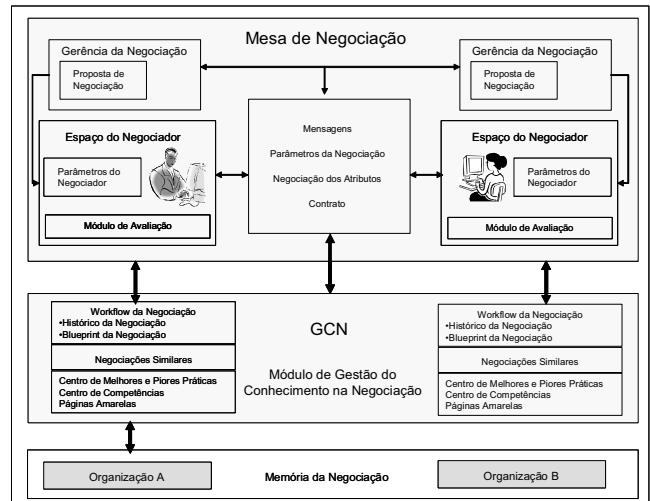 Mesa de Negociação
Gerência da Negociação
Proposta de
Negociação
Gerência da Negociação
Proposta de
Negociação
Espaço do Negociador
Parâmetros do
Negociador
Módulo de Avaliação
Mensagens
Parâmetros da Negociação
Negociação dos Atributos
Contrato
Espaço do Negociador
Parâmetros do
Negociador
Módulo de Avaliação
Workflow da Negociação
•Histórico da Negociação
•Blueprint da Negociação
Negociações Similares
Centro de Melhores e Piores Práticas
Centro de Competências
Páginas Amarelas
GCN
Módulo de Gestão do
Conhecimento na Negociação
Workflow da Negociação
•Histórico da Negociação
•Blueprint da Negociação
Negociações Similares
Centro de Melhores e Piores Práticas
Centro de Competências
Páginas Amarelas
Organização A
Memória da Negociação
Organização B